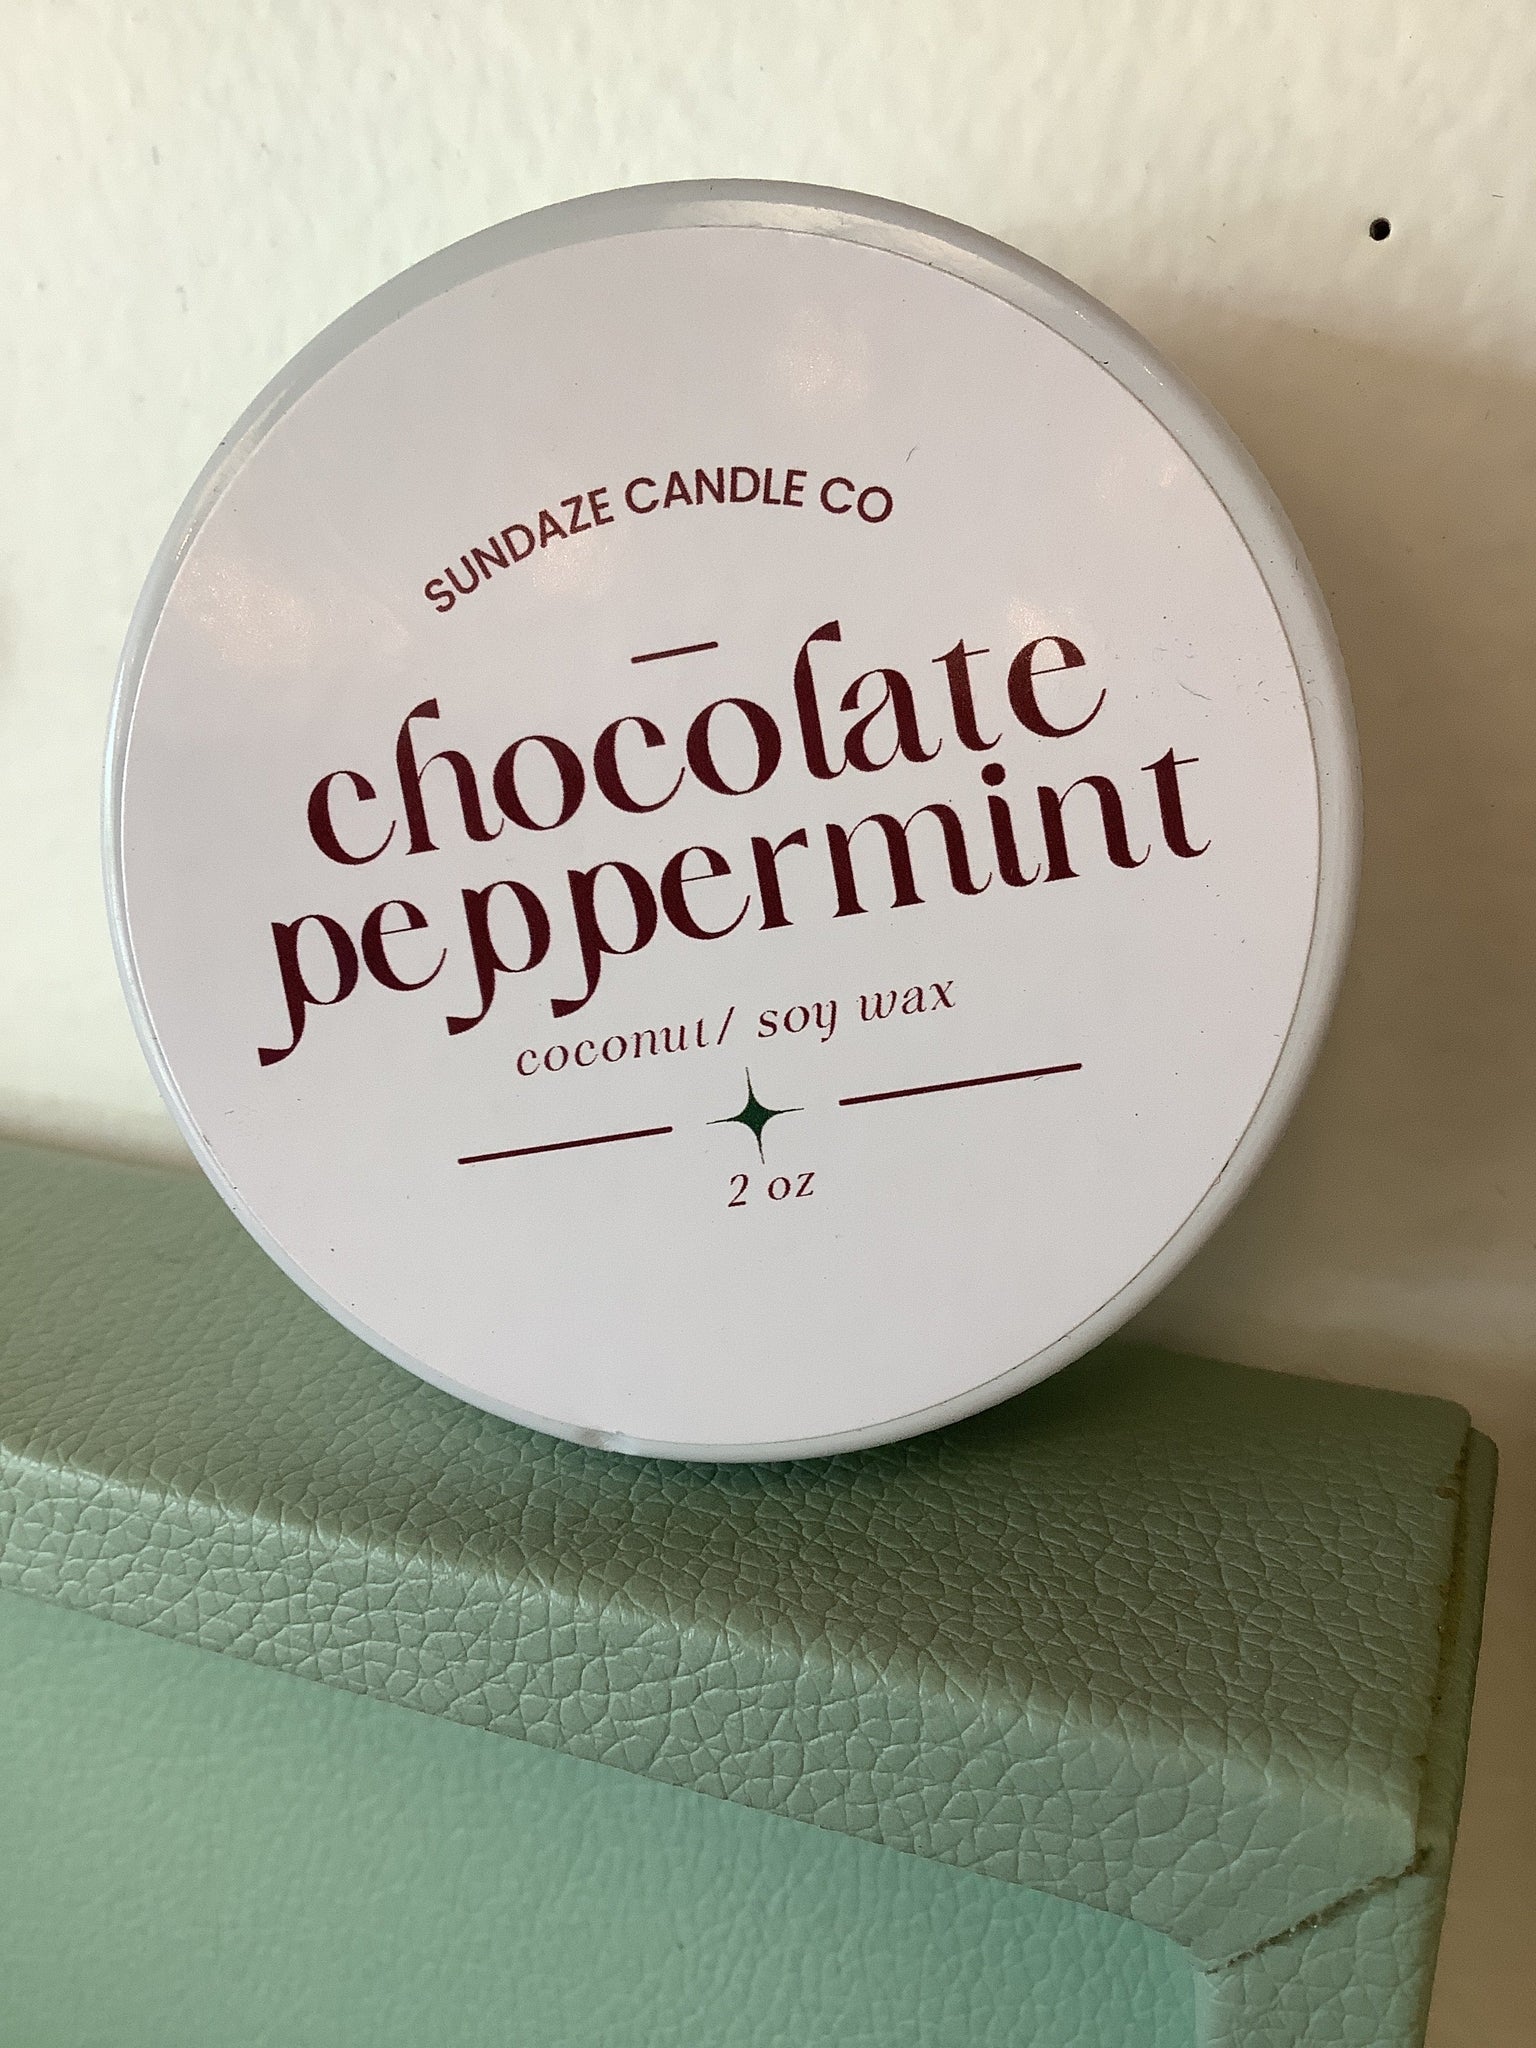 SUNDAZE CANDLE CO
chocolate
peppermint
coconut/ soy wax
2 oz